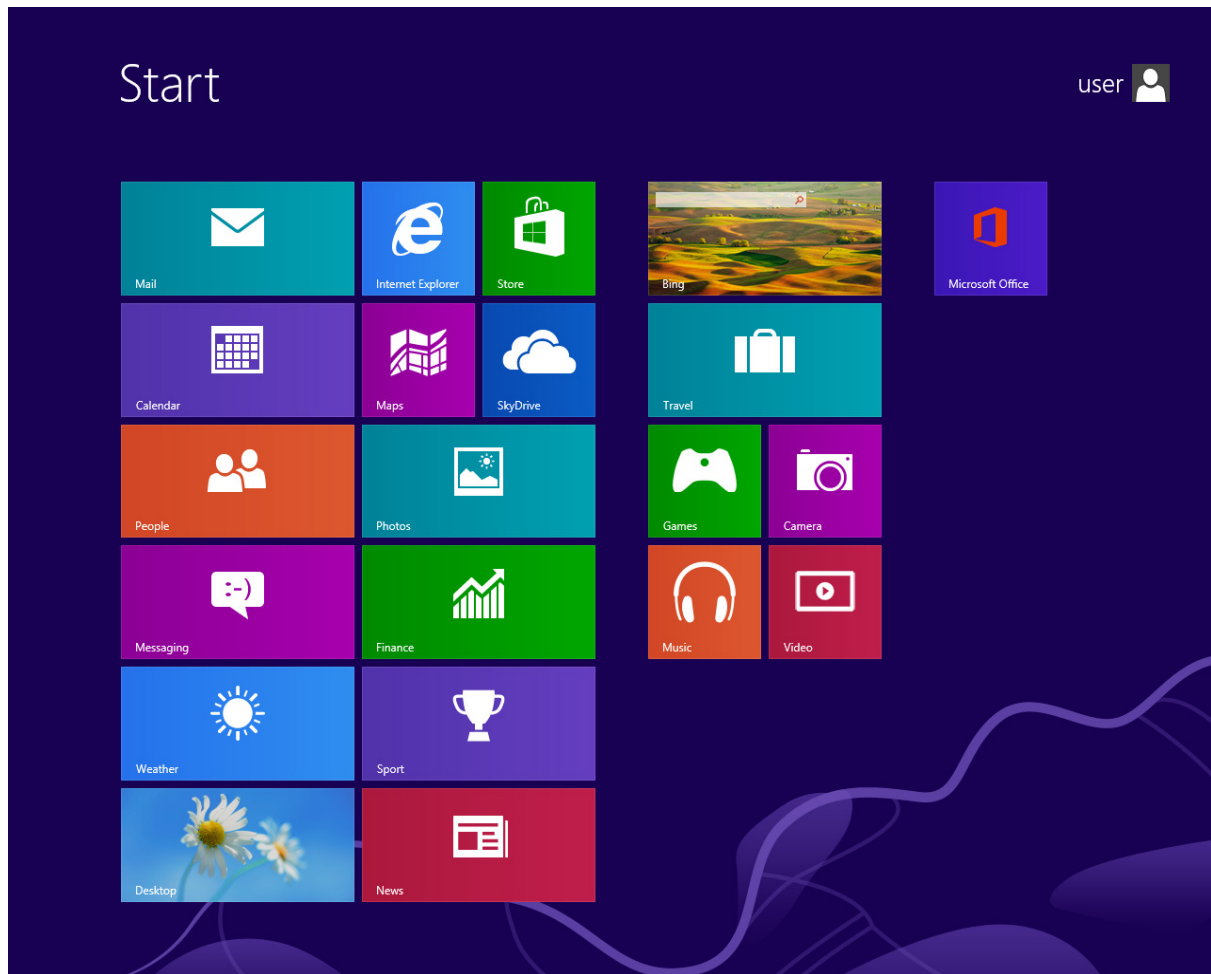 Start
user
Mail
Internet Explorer
Store
Bing
Microsoft Office
Calendar
Maps
SkyDrive
Travel
People
Photos
Games
Camera
:-)
Messaging
Finance
Music
Video
Weather
Sport
Desktop
News